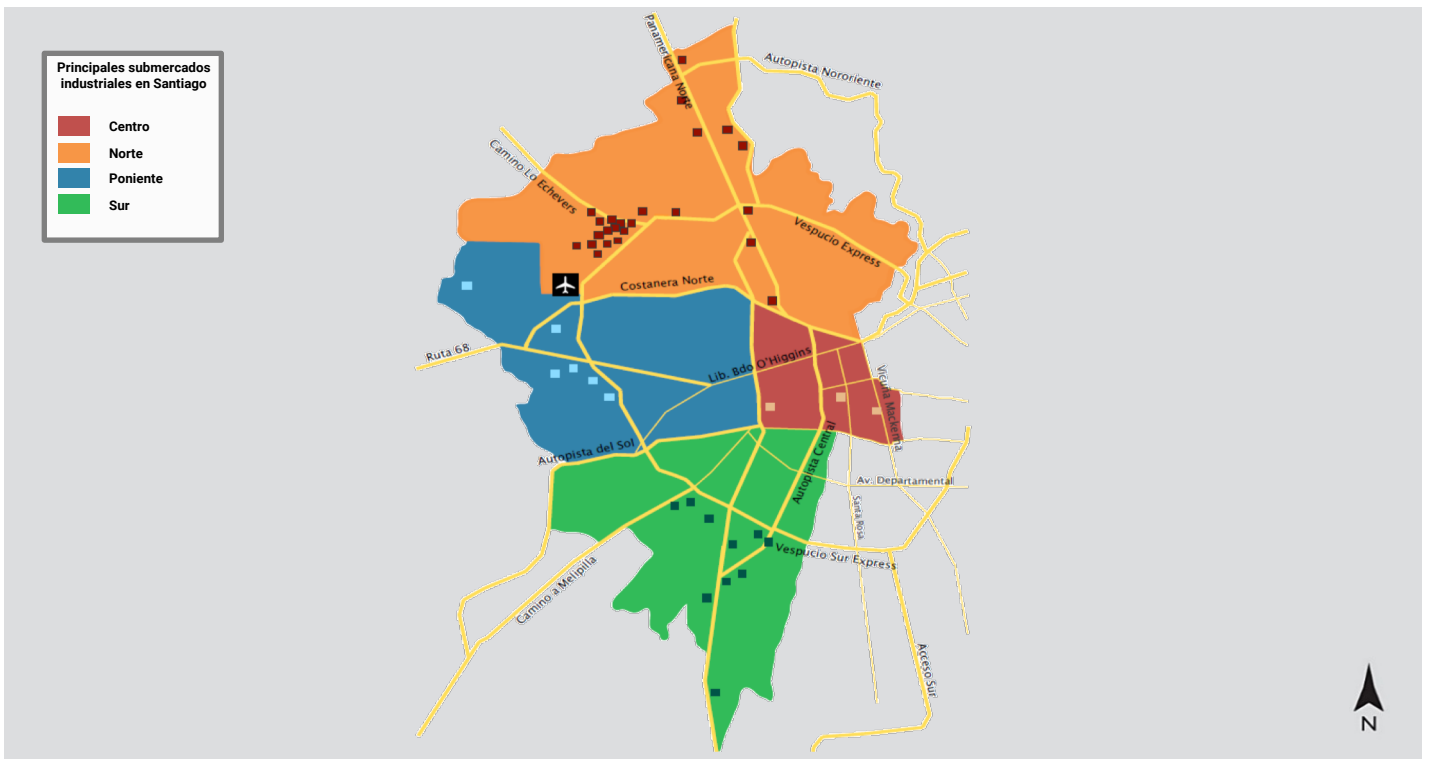 Principales submercados
industriales en Santiago
Centro
Norte
Poniente
Sur
Panamericana Norte
Autopista Nororiente
Camino Lo Echevers
Vespucio Express
Costanera Norte
Ruta 68
Lib. Bdo O'Higgins
Vicuña Mackenna
Autopista del Sol
Autopista Central
Av. Departamental
Santa Rosa
Vespucio Sur Express
Camino a Melipilla
Acceso Sur
N